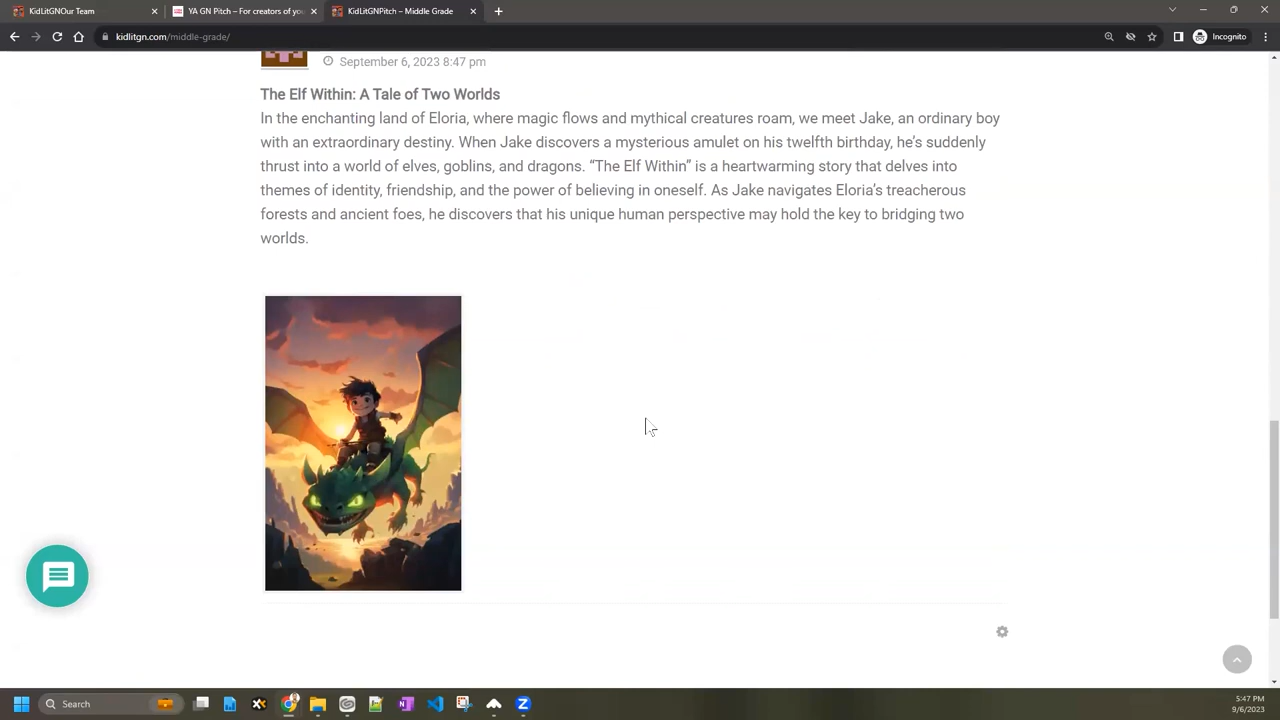 KidLitGNOur Team
YA GN Pitch – For creators of you
KidLitGNPitch – Middle Grade
kidlitgn.com/middle-grade/
Incognito
September 6, 2023 8:47 pm
The Elf Within: A Tale of Two Worlds
In the enchanting land of Eloria, where magic flows and mythical creatures roam, we meet Jake, an ordinary boy
with an extraordinary destiny. When Jake discovers a mysterious amulet on his twelfth birthday, he’s suddenly
thrust into a world of elves, goblins, and dragons. “The Elf Within” is a heartwarming story that delves into
themes of identity, friendship, and the power of believing in oneself. As Jake navigates Eloria’s treacherous
forests and ancient foes, he discovers that his unique human perspective may hold the key to bridging two
worlds.
Search
5:47 PM
9/6/2023